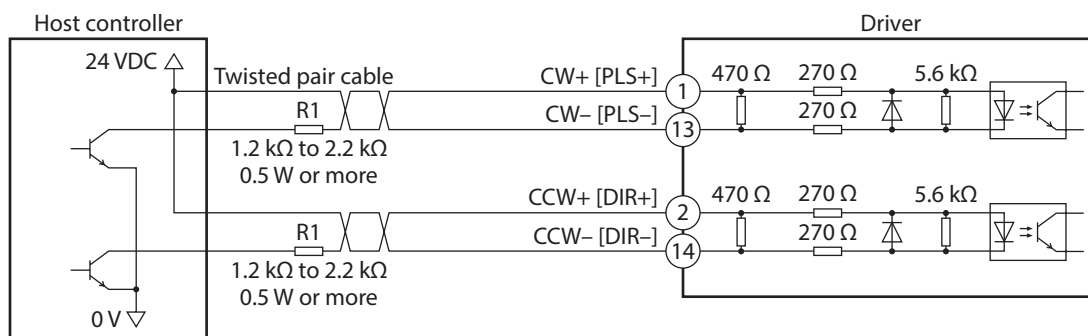 Host controller
Driver
24 VDC
Twisted pair cable
CW+ [PLS+]
1
470 Ω
270 Ω
5.6 kΩ
R1
CW– [PLS–]
13
270 Ω
1.2 kΩ to 2.2 kΩ
0.5 W or more
CCW+ [DIR+]
2
470 Ω
270 Ω
5.6 kΩ
R1
CCW– [DIR–]
14
270 Ω
1.2 kΩ to 2.2 kΩ
0.5 W or more
0 V